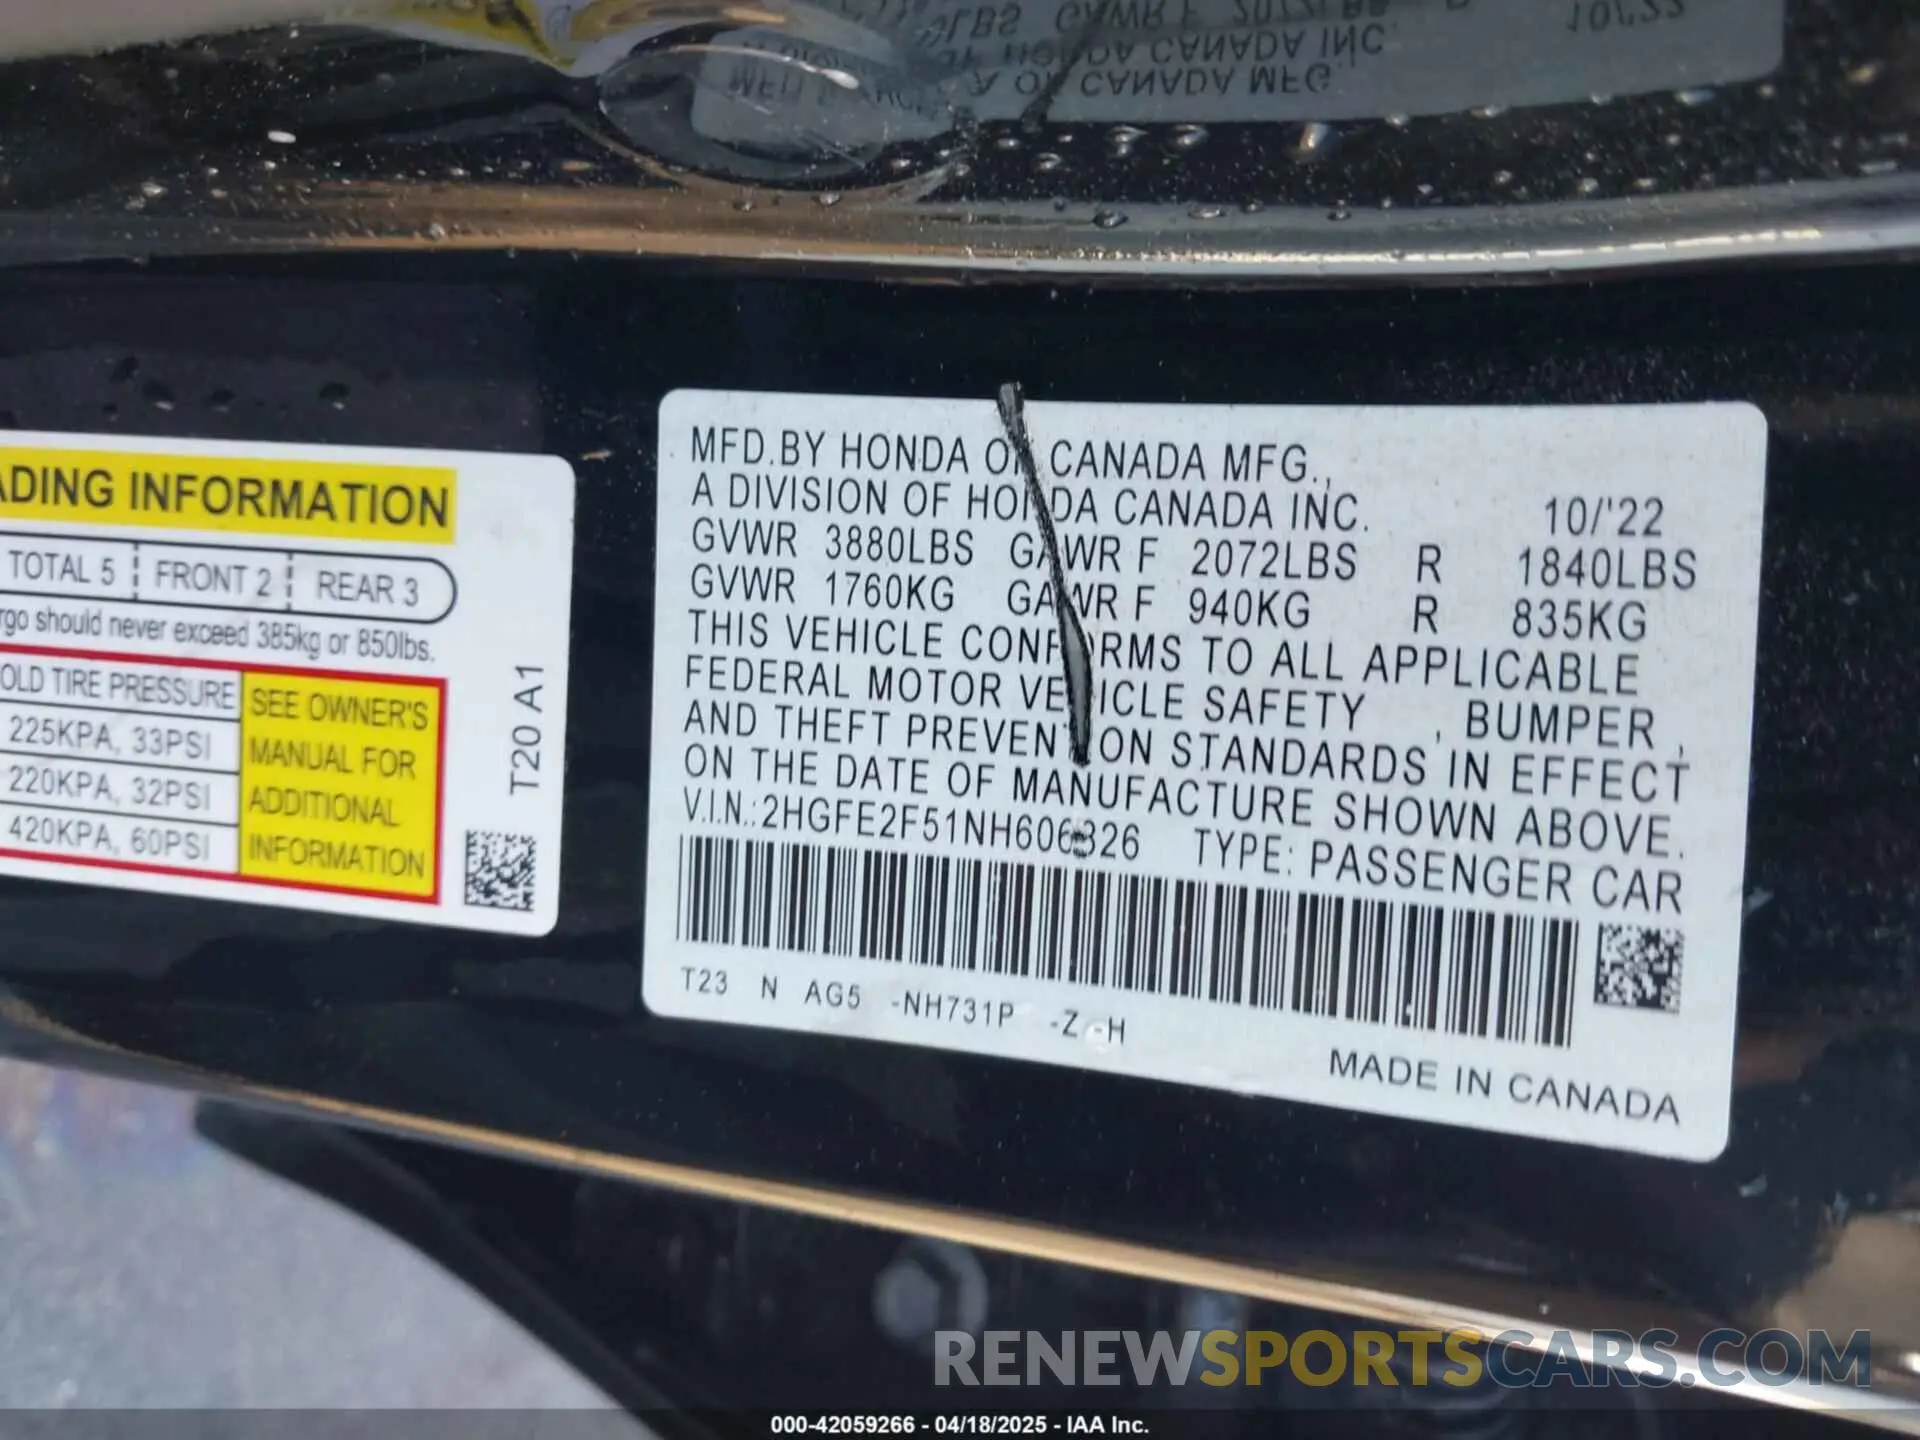 ADING INFORMATION
TOTAL 5 FRONT 2 REAR 3
rgo should never exceed 385kg or 850lbs.
OLD TIRE PRESSURE
225KPA, 33PSI
220KPA, 32PSI
420KPA, 60PSI
SEE OWNER'S
MANUAL FOR
ADDITIONAL
INFORMATION
T20 A1
MFD.BY HONDA OF CANADA MFG.,
A DIVISION OF HONDA CANADA INC. 10/'22
GVWR 3880LBS GAWR F 2072LBS R 1840LBS
GVWR 1760KG GAWR F 940KG R 835KG
THIS VEHICLE CONFORMS TO ALL APPLICABLE
FEDERAL MOTOR VEHICLE SAFETY , BUMPER ,
AND THEFT PREVENTION STANDARDS IN EFFECT
ON THE DATE OF MANUFACTURE SHOWN ABOVE.
V.I.N.: 2HGFE2F51NH606326 TYPE: PASSENGER CAR
T23 N AG5 -NH731P -Z -H
MADE IN CANADA
RENEWSPORTSCARS.COM
000-42059266 - 04/18/2025 - IAA Inc.